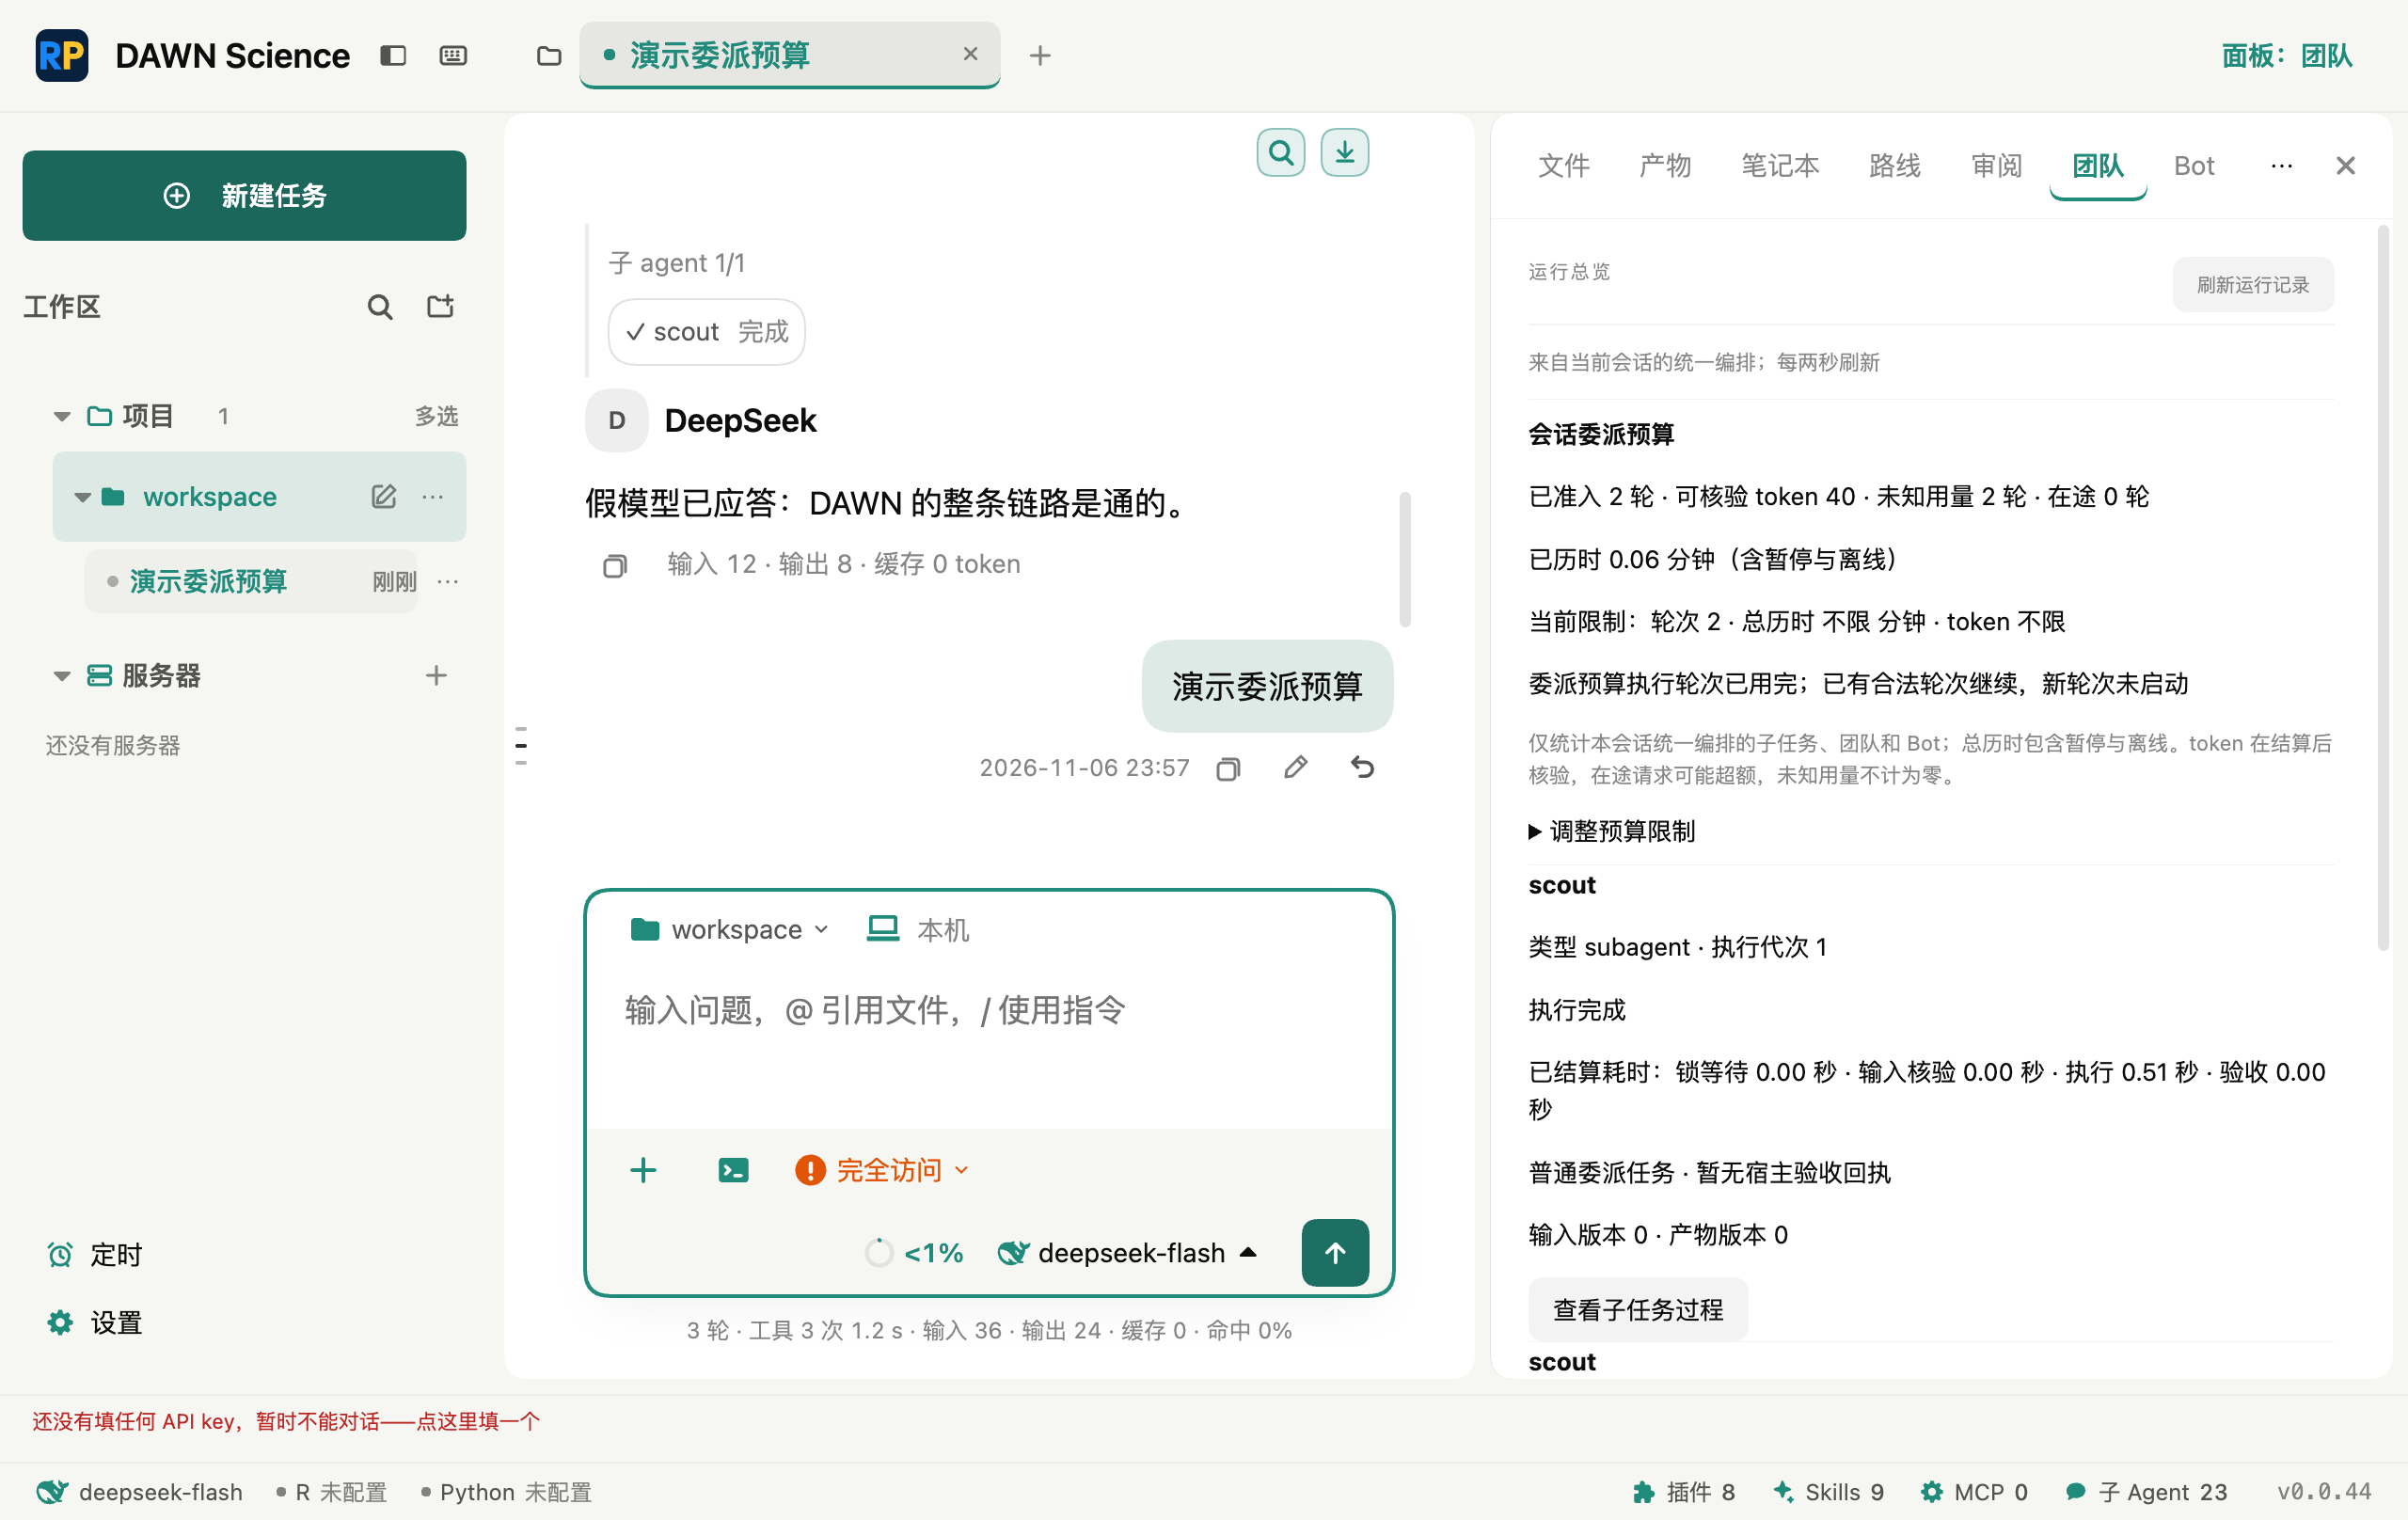 RP DAWN Science
演示委派预算
面板：团队
新建任务
工作区
项目 1 多选
workspace
演示委派预算 刚刚
服务器
还没有服务器
定时
设置
子 agent 1/1
scout 完成
D DeepSeek
假模型已应答：DAWN 的整条链路是通的。
输入 12 · 输出 8 · 缓存 0 token
演示委派预算
2026-11-06 23:57
workspace 本机
输入问题，@ 引用文件，/ 使用指令
完全访问
<1% deepseek-flash
3 轮 · 工具 3 次 1.2 s · 输入 36 · 输出 24 · 缓存 0 · 命中 0%
文件 产物 笔记本 路线 审阅 团队 Bot
运行总览 刷新运行记录
来自当前会话的统一编排；每两秒刷新
会话委派预算
已准入 2 轮 · 可核验 token 40 · 未知用量 2 轮 · 在途 0 轮
已历时 0.06 分钟（含暂停与离线）
当前限制：轮次 2 · 总历时 不限 分钟 · token 不限
委派预算执行轮次已用完；已有合法轮次继续，新轮次未启动
仅统计本会话统一编排的子任务、团队和 Bot；总历时包含暂停与离线。token 在结算后
核验，在途请求可能超额，未知用量不计为零。
调整预算限制
scout
类型 subagent · 执行代次 1
执行完成
已结算耗时：锁等待 0.00 秒 · 输入核验 0.00 秒 · 执行 0.51 秒 · 验收 0.00
秒
普通委派任务 · 暂无宿主验收回执
输入版本 0 · 产物版本 0
查看子任务过程
scout
还没有填任何 API key，暂时不能对话——点这里填一个
deepseek-flash R 未配置 Python 未配置
插件 8 Skills 9 MCP 0 子 Agent 23 v0.0.44